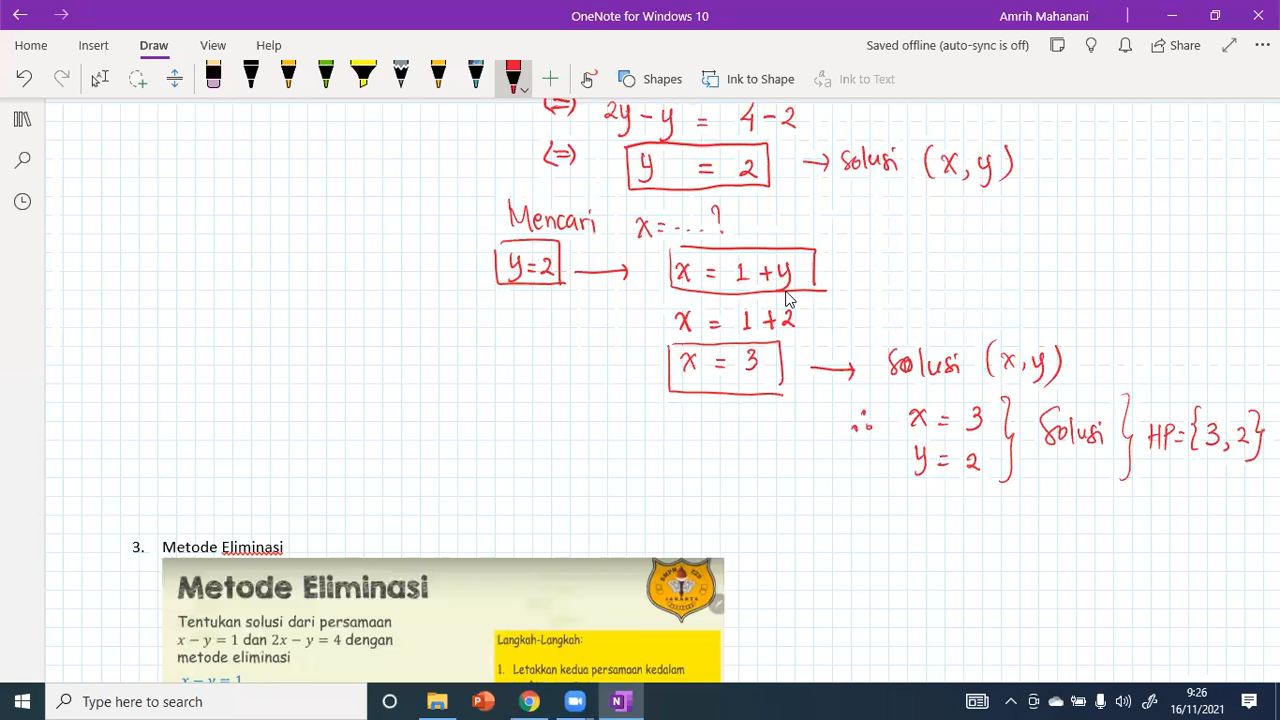 OneNote for Windows 10
Amrih Mahanani
Home Insert Draw View Help
Saved offline (auto-sync is off)
Share
Shapes
Ink to Shape
Ink to Text
(=) 2y - y = 4 - 2
(=) y = 2 → solusi (x, y)
Mencari x = ...?
y = 2 → x = 1 + y
x = 1 + 2
x = 3 → Solusi (x, y)
∴ x = 3
y = 2 } Solusi } HP = {3, 2}
3. Metode Eliminasi
Metode Eliminasi
Tentukan solusi dari persamaan
x − y = 1 dan 2x − y = 4 dengan
metode eliminasi
x − y = 1
Langkah-Langkah:
1. Letakkan kedua persamaan kedalam
Type here to search
9:26
16/11/2021